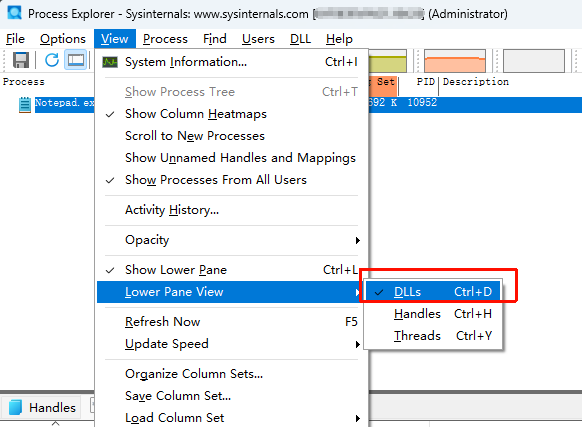 Process Explorer - Sysinternals: www.sysinternals.com [ ] (Administrator)
File Options View Process Find Users DLL Help
System Information... Ctrl+I
Set PID Description
Process
Show Process Tree Ctrl+T
Notepad.ex 692 K 10952
Show Column Heatmaps
Scroll to New Processes
Show Unnamed Handles and Mappings
Show Processes From All Users
Activity History...
Opacity
Show Lower Pane Ctrl+L
Lower Pane View
DLLs Ctrl+D
Handles Ctrl+H
Threads Ctrl+Y
Refresh Now F5
Update Speed
Organize Column Sets...
Save Column Set...
Load Column Set
Handles